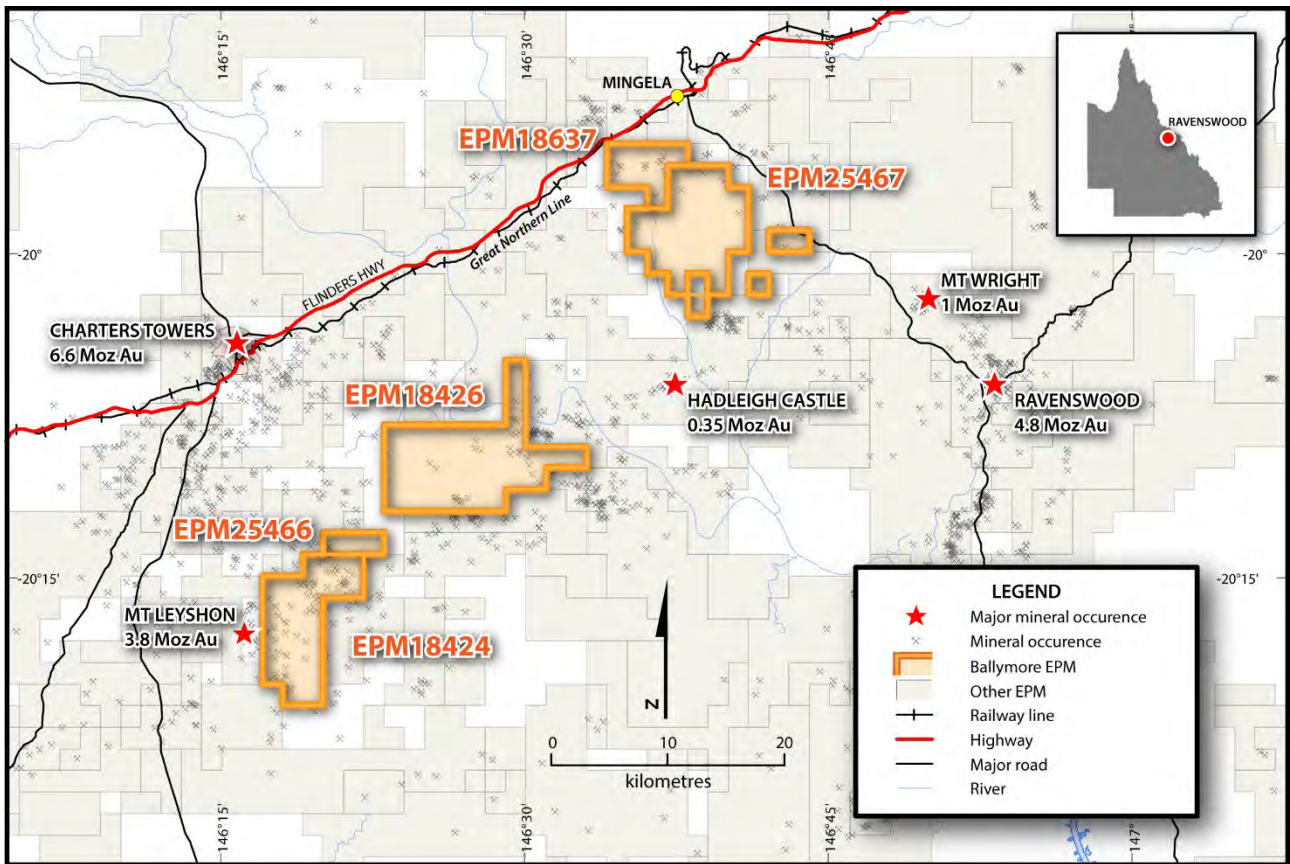 146°15'
146°30'
146°45'
MINGELA
RAVENSWOOD
EPM18637
EPM25467
Great Northern Line
FLINDERS HWY
-20°
-20°
MT WRIGHT
1 Moz Au
CHARTERS TOWERS
6.6 Moz Au
EPM18426
HADLEIGH CASTLE
0.35 Moz Au
RAVENSWOOD
4.8 Moz Au
EPM25466
-20°15'
-20°15'
MT LEYSHON
3.8 Moz Au
EPM18424
N
0 10 20
kilometres
LEGEND
Major mineral occurence
Mineral occurence
Ballymore EPM
Other EPM
Railway line
Highway
Major road
River
146°15'
146°30'
146°45'
147°